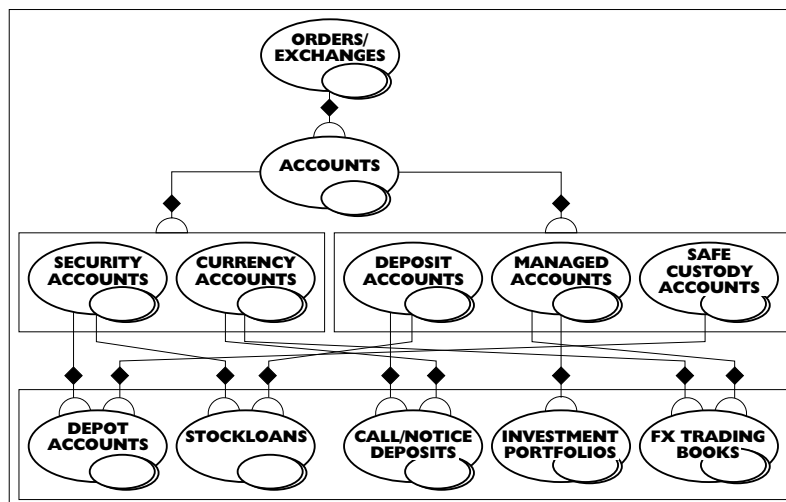 ORDERS/
EXCHANGES
ACCOUNTS
SECURITY
ACCOUNTS
CURRENCY
ACCOUNTS
DEPOSIT
ACCOUNTS
MANAGED
ACCOUNTS
SAFE
CUSTODY
ACCOUNTS
DEPOT
ACCOUNTS
STOCKLOANS
CALL/NOTICE
DEPOSITS
INVESTMENT
PORTFOLIOS
FX TRADING
BOOKS